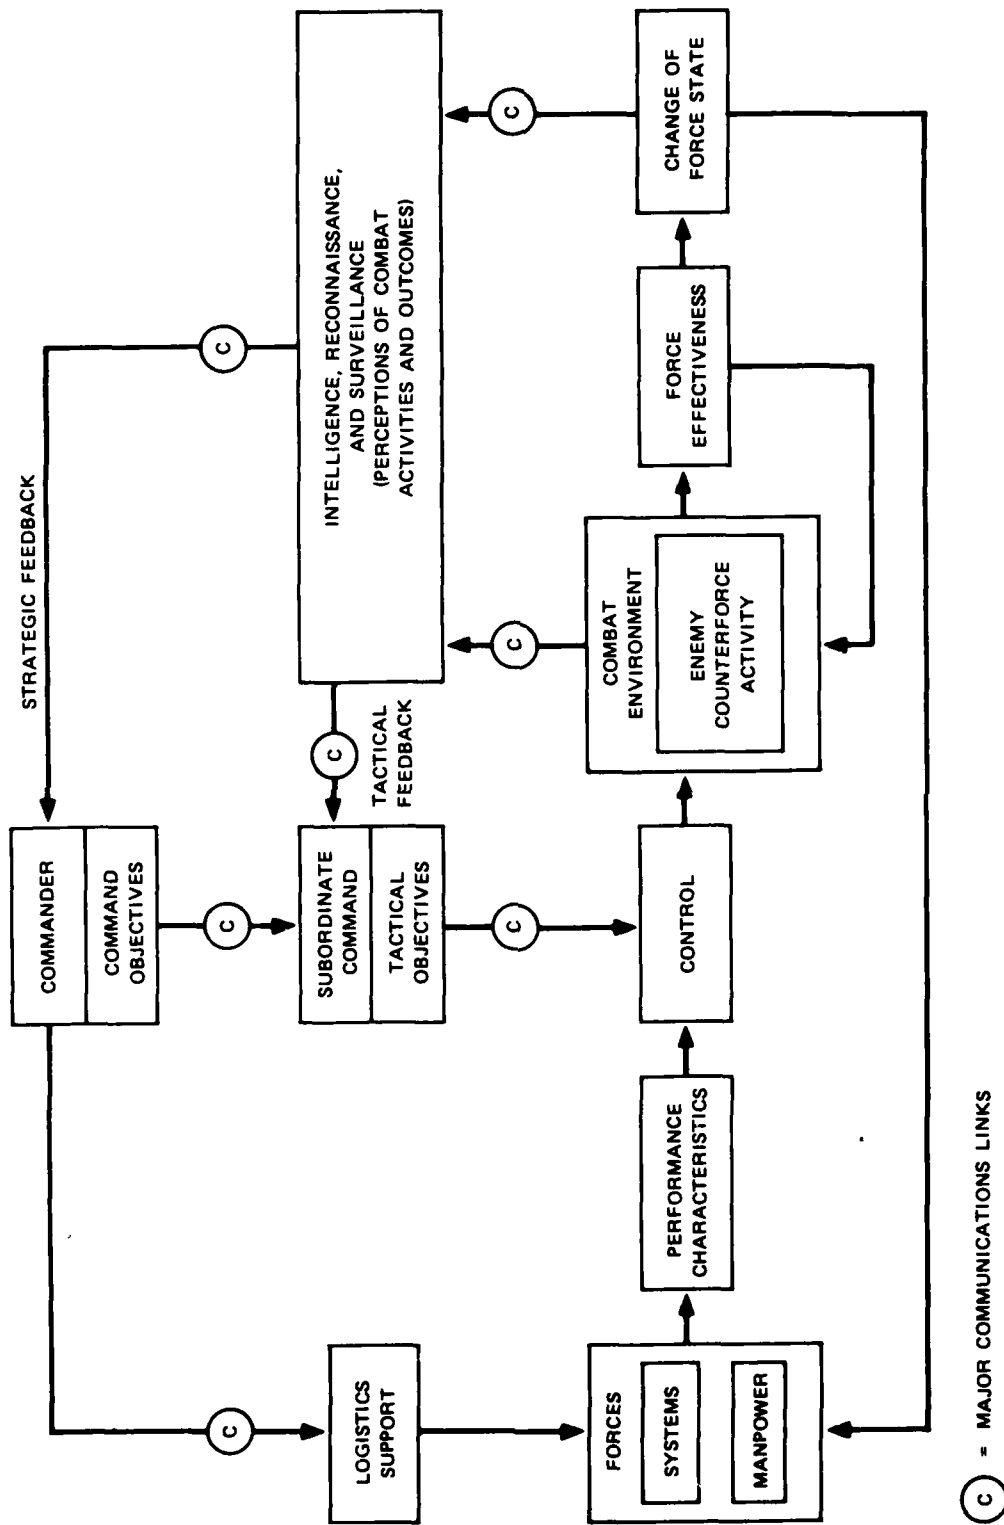 STRATEGIC FEEDBACK
COMMANDER
COMMAND
OBJECTIVES
C
C
C
LOGISTICS
SUPPORT
SUBORDINATE
COMMAND
TACTICAL
OBJECTIVES
C
TACTICAL
FEEDBACK
INTELLIGENCE, RECONNAISSANCE,
AND SURVEILLANCE
(PERCEPTIONS OF COMBAT
ACTIVITIES AND OUTCOMES)
C
C
C
FORCES
SYSTEMS
MANPOWER
PERFORMANCE
CHARACTERISTICS
CONTROL
COMBAT
ENVIRONMENT
ENEMY
COUNTERFORCE
ACTIVITY
FORCE
EFFECTIVENESS
CHANGE OF
FORCE STATE
C = MAJOR COMMUNICATIONS LINKS